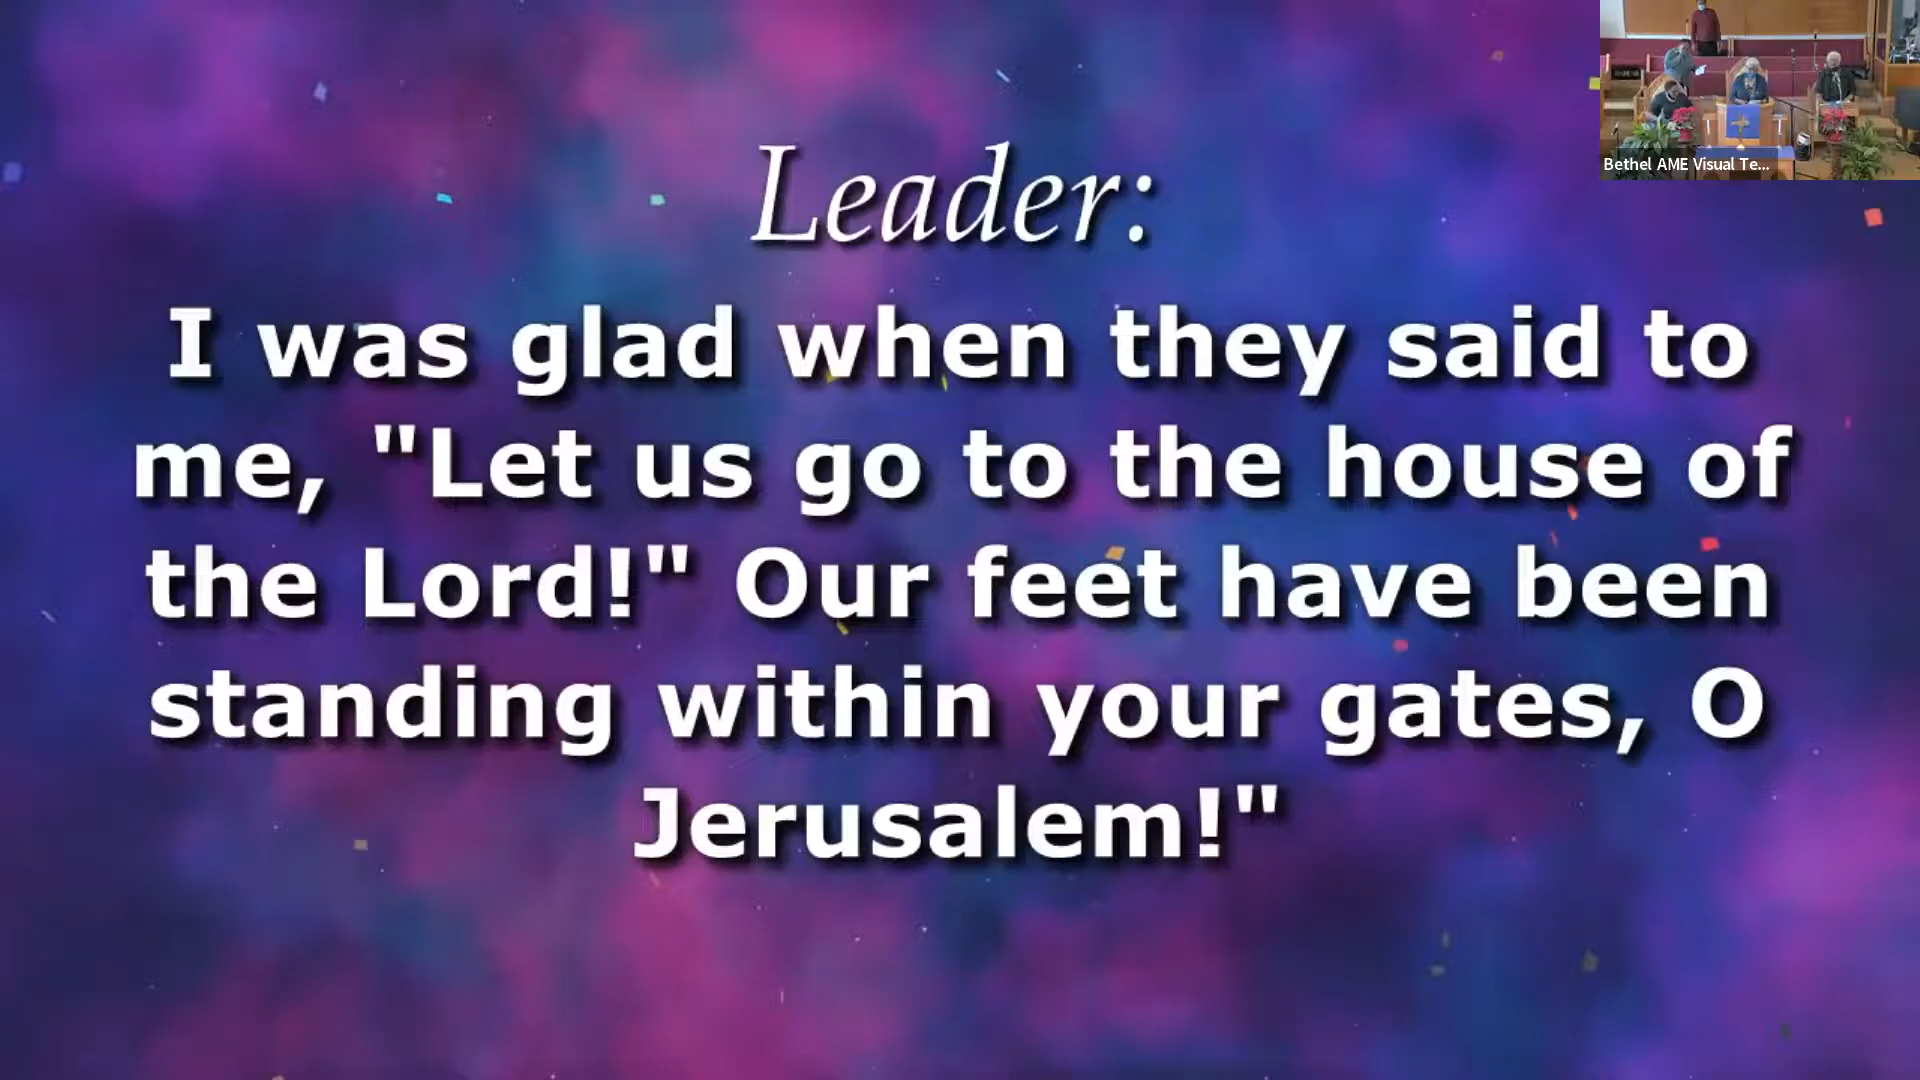 Leader:
I was glad when they said to
me, "Let us go to the house of
the Lord!" Our feet have been
standing within your gates, O
Jerusalem!"
Bethel AME Visual Te...